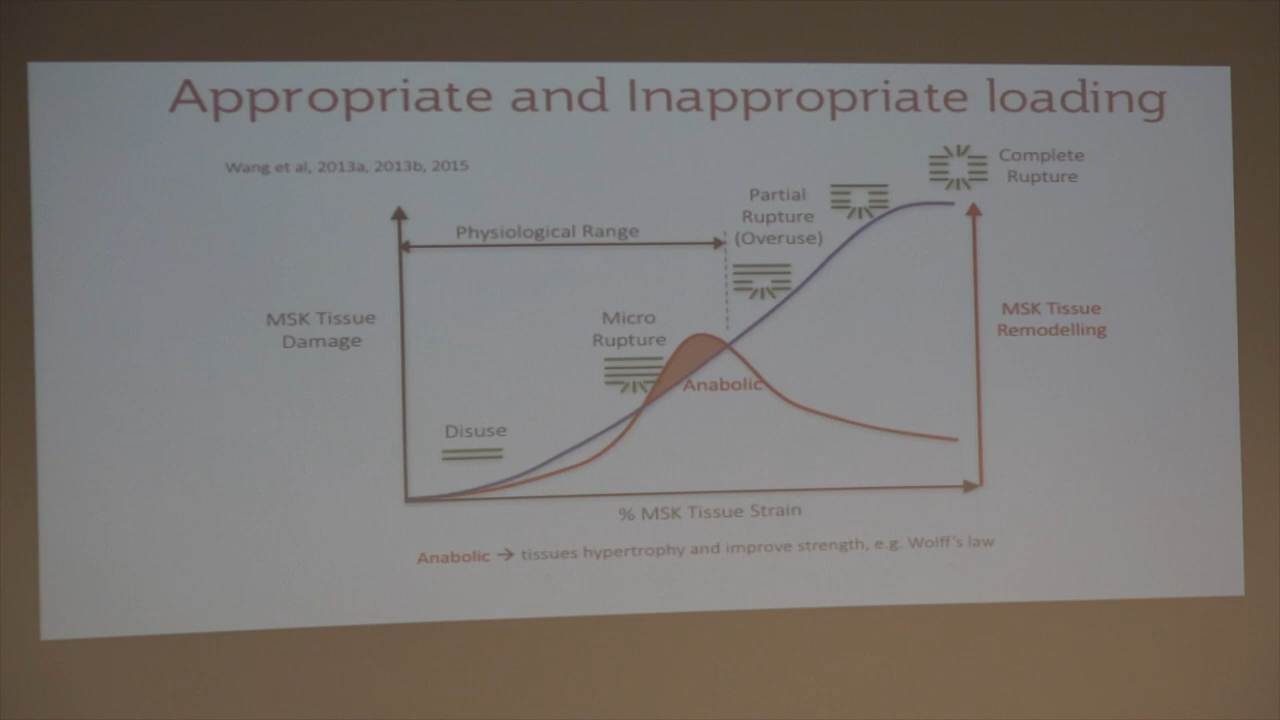 Appropriate and Inappropriate loading
Wang et al, 2013a, 2013b, 2015
Complete
Rupture
Partial
Rupture
(Overuse)
Physiological Range
MSK Tissue
Damage
Micro
Rupture
MSK Tissue
Remodelling
Anabolic
Disuse
% MSK Tissue Strain
Anabolic → tissues hypertrophy and improve strength, e.g. Wolff's law